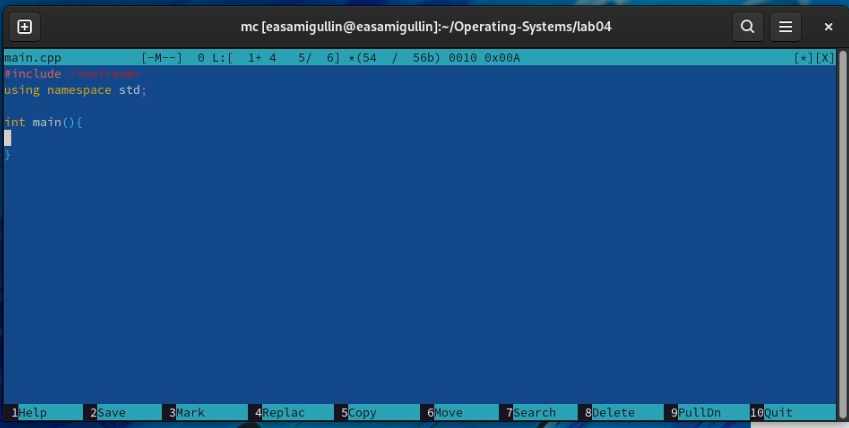 mc [easamigullin@easamigullin]:~/Operating-Systems/lab04
main.cpp [-M--] 0 L:[ 1+ 4 5/ 6] *(54 / 56b) 0010 0x00A [*][X]
#include <iostream>
using namespace std;
int main(){
}
1Help 2Save 3Mark 4Replac 5Copy 6Move 7Search 8Delete 9PullDn 10Quit